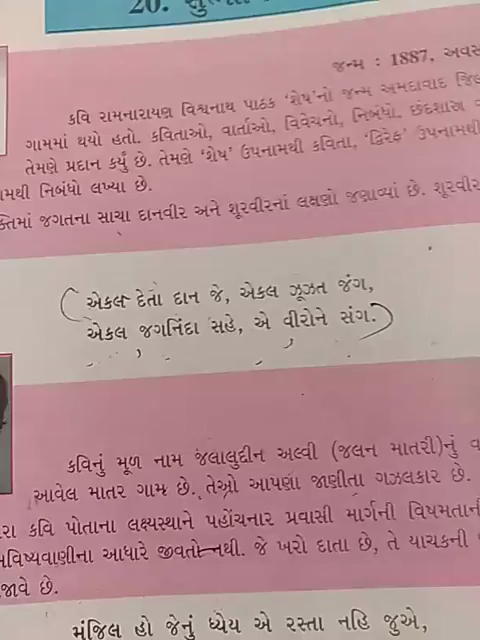 20.
જન્મ : 1887, અવસ
કવિ રામનારાયણ વિશ્વનાથ પાઠક 'શેષ'નો જન્મ અમદાવાદ જિલ
ગામમાં થયો હતો. કવિતાઓ, વાર્તાઓ, વિવેચનો, નિબંધો, છંદશાસ્ત્ર
તેમણે પ્રદાન કર્યું છે. તેમણે 'શેષ' ઉપનામથી કવિતા, 'દ્વિરેફ' ઉપનામથી
મથી નિબંધો લખ્યા છે.
ક્તિમાં જગતના સાચા દાનવીર અને શૂરવીરનાં લક્ષણો જણાવ્યાં છે. શૂરવીર
એકલ દેતા દાન જે, એકલ ઝૂઝત જંગ,
એકલ જગનિંદા સહે, એ વીરોને સંગ.
કવિનું મૂળ નામ જલાલુદ્દીન અલ્વી (જલન માતરી)નું વ
આવેલ માતર ગામ છે. તેઓ આપણા જાણીતા ગઝલકાર છે.
રા કવિ પોતાના લક્ષ્યસ્થાને પહોંચનાર પ્રવાસી માર્ગની વિષમતાની
વિષ્યવાણીના આધારે જીવતો નથી. જે ખરો દાતા છે, તે યાચકની
જાવે છે.
મંજિલ હો જેનું ધ્યેય એ રસ્તા નહિ જુએ,